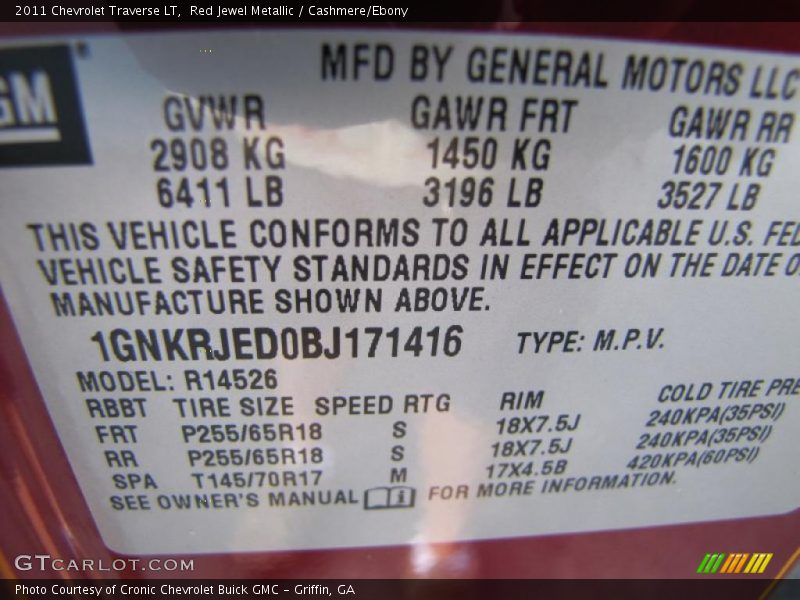 2011 Chevrolet Traverse LT, Red Jewel Metallic / Cashmere/Ebony
GM
MFD BY GENERAL MOTORS LLC
GVWR GAWR FRT GAWR RR
2908 KG 1450 KG 1600 KG
6411 LB 3196 LB 3527 LB
THIS VEHICLE CONFORMS TO ALL APPLICABLE U.S. FED
VEHICLE SAFETY STANDARDS IN EFFECT ON THE DATE O
MANUFACTURE SHOWN ABOVE.
1GNKRJED0BJ171416 TYPE: M.P.V.
MODEL: R14526
RBBT TIRE SIZE SPEED RTG RIM COLD TIRE PRE
FRT P255/65R18 S 18X7.5J 240KPA(35PSI)
RR P255/65R18 S 18X7.5J 240KPA(35PSI)
SPA T145/70R17 M 17X4.5B 420KPA(60PSI)
SEE OWNER'S MANUAL i FOR MORE INFORMATION.
GTCARLOT.COM
Photo Courtesy of Cronic Chevrolet Buick GMC – Griffin, GA